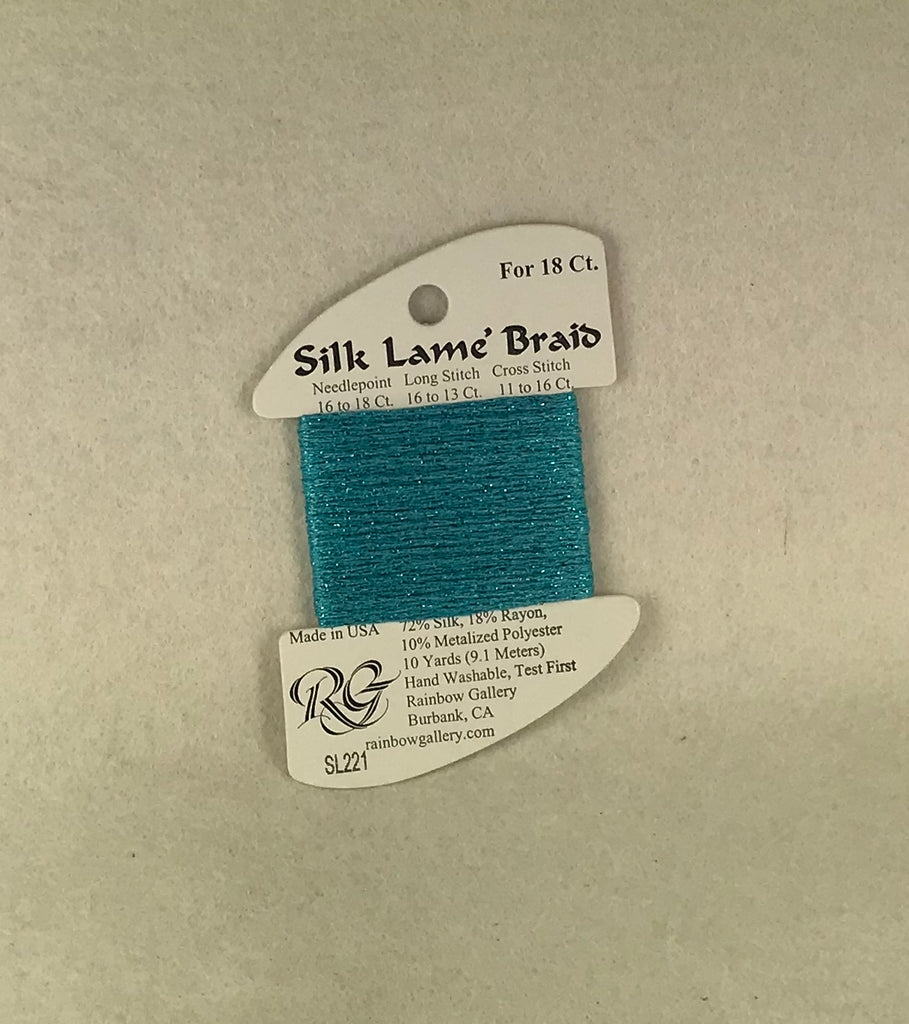 For 18 Ct.
Silk Lame' Braid
Needlepoint Long Stitch Cross Stitch
16 to 18 Ct. 16 to 13 Ct. 11 to 16 Ct.
Made in USA
72% Silk, 18% Rayon,
10% Metalized Polyester
10 Yards (9.1 Meters)
Hand Washable, Test First
Rainbow Gallery
Burbank, CA
rainbowgallery.com
RG
SL221